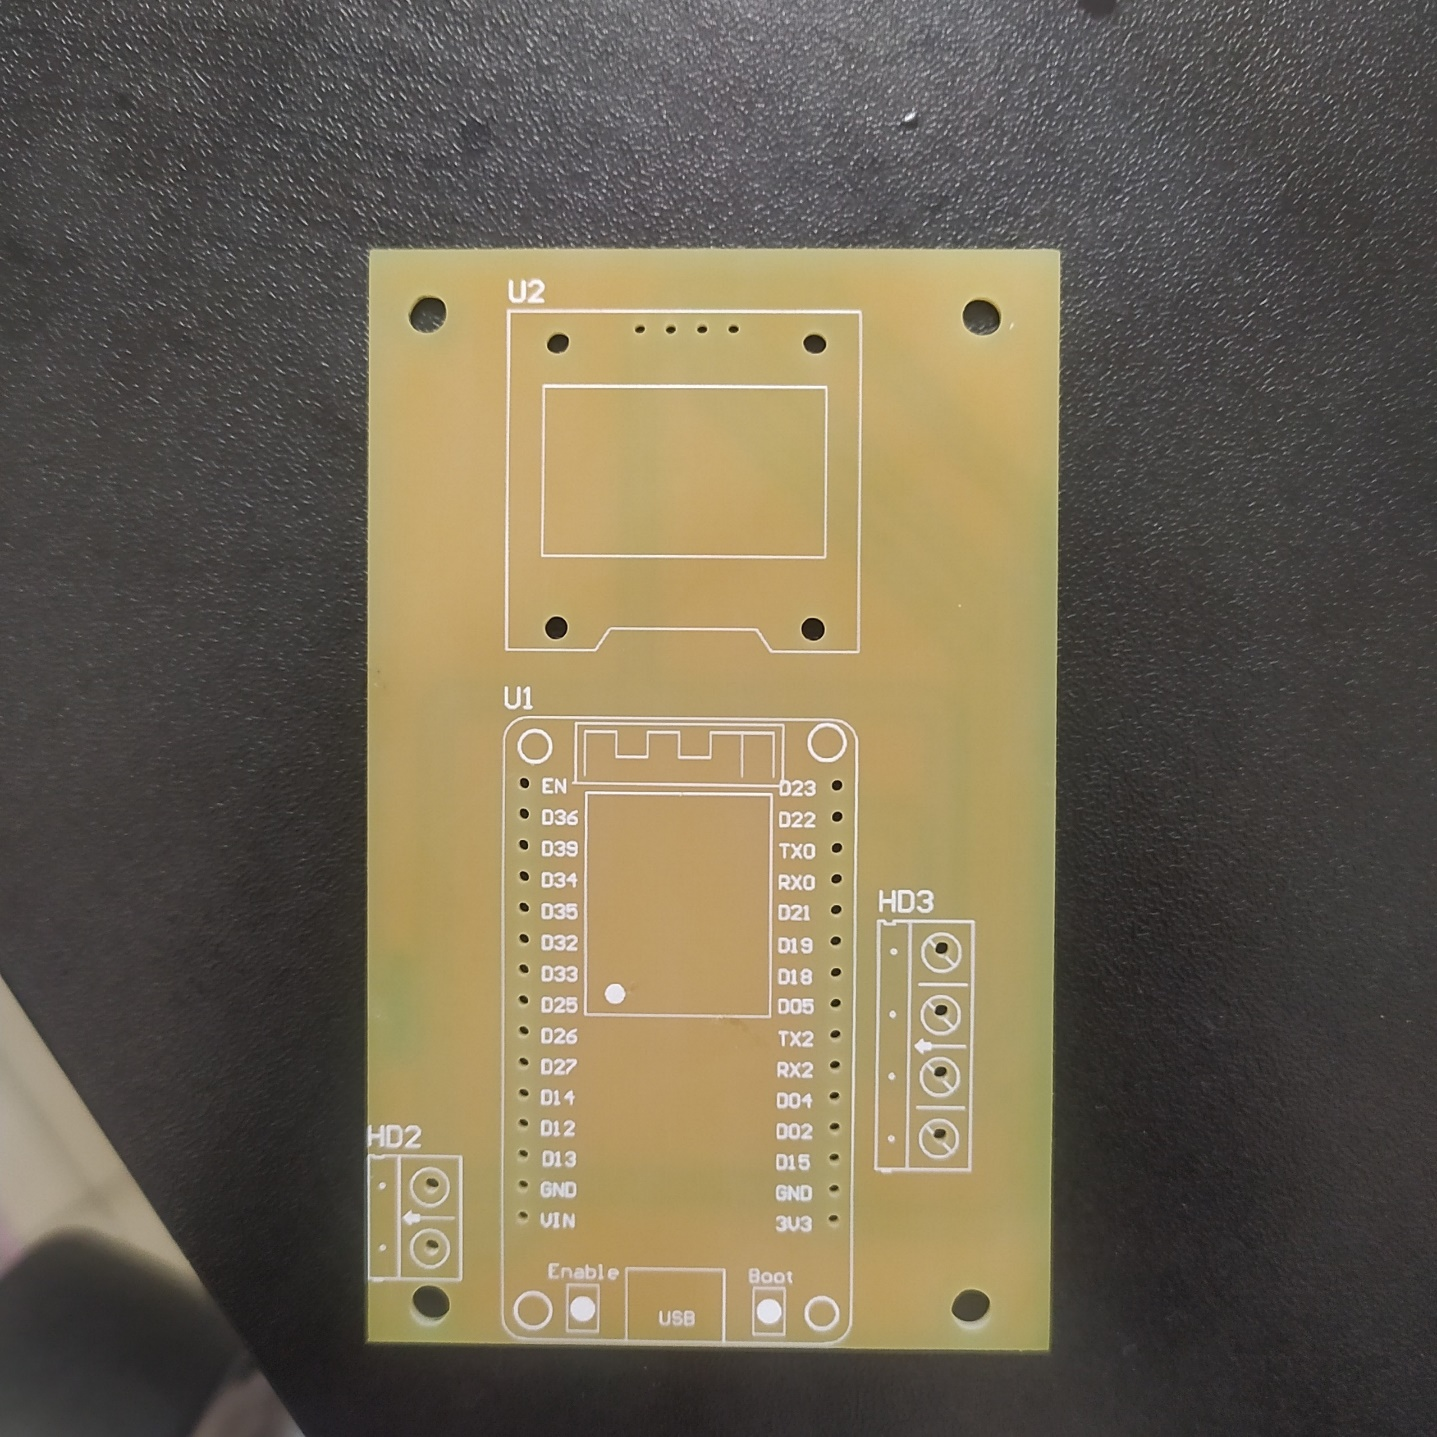 U2
U1
EN D23
D36 D22
D39 TX0
D34 RX0
D35 D21
D32 D19
D33 D18
D25 D05
D26 TX2
D27 RX2
D14 D04
D12 D02
D13 D15
GND GND
VIN 3V3
HD3
HD2
Enable Boot
USB